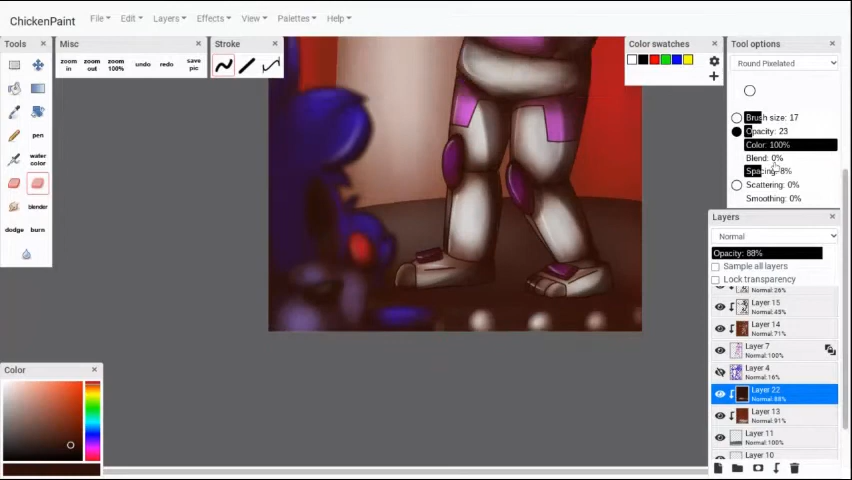 ChickenPaint File Edit Layers Effects View Palettes Help
Tools
Misc
zoom in zoom out zoom 100% undo redo save pic
Stroke
Color swatches
Tool options
Round Pixelated
Brush size: 17
Opacity: 23
Color: 100%
Blend: 0%
Spacing: 8%
Scattering: 0%
Smoothing: 0%
pen
water color
blender
dodge burn
Layers
Normal
Opacity: 88%
Sample all layers
Lock transparency
Normal:26%
Layer 15
Normal:43%
Layer 14
Normal:71%
Layer 7
Normal:100%
Layer 4
Normal:16%
Layer 22
Normal:88%
Layer 13
Normal:91%
Layer 11
Normal:100%
Layer 10
Color